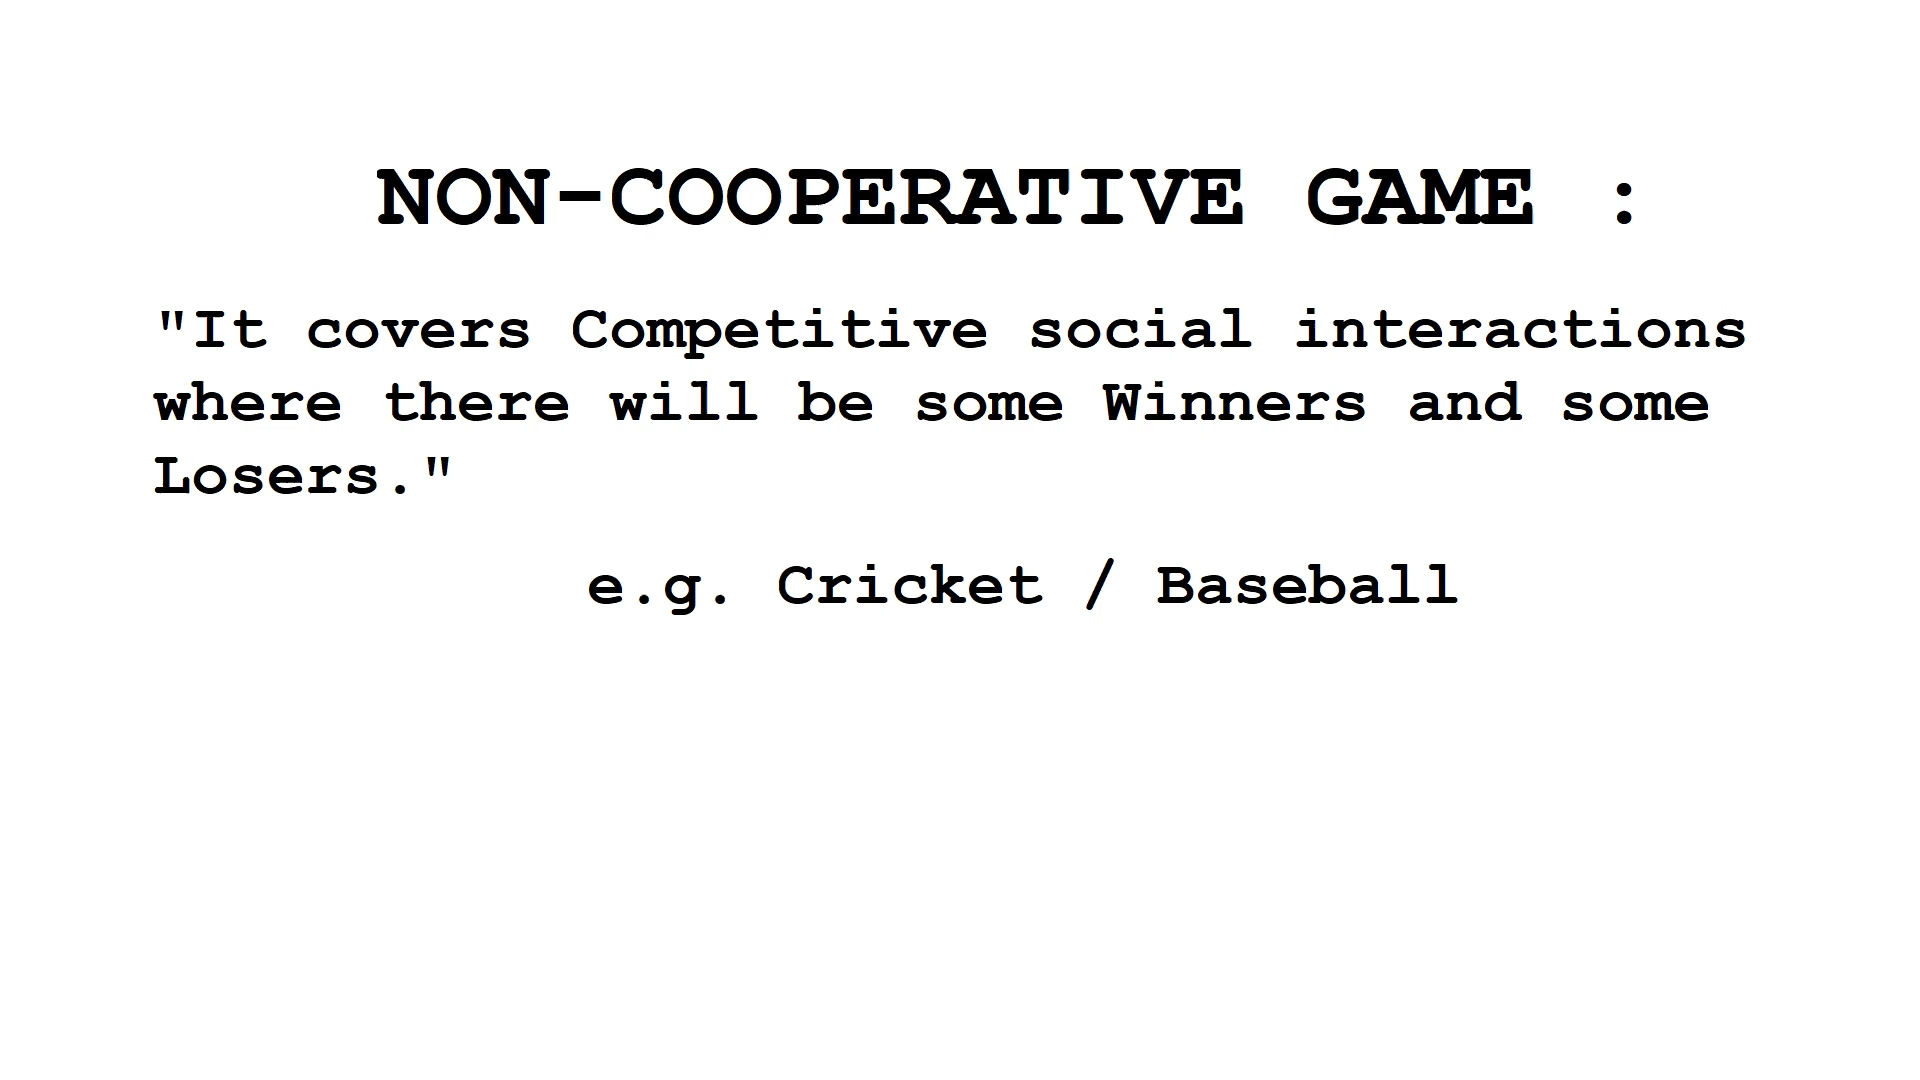 NON-COOPERATIVE GAME :
"It covers Competitive social interactions
where there will be some Winners and some
Losers."
e.g. Cricket / Baseball